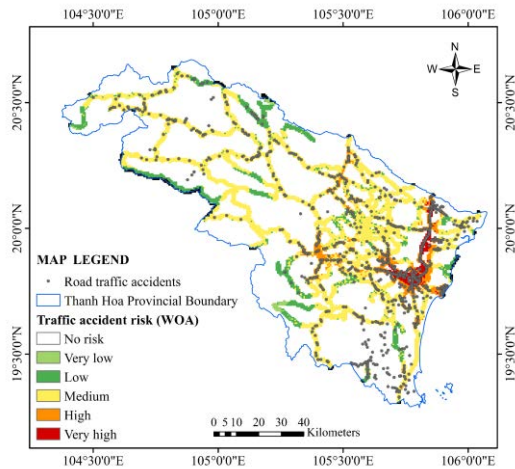 104°30'0"E 105°0'0"E 105°30'0"E 106°0'0"E
N
W E
S
20°30'0"N 20°30'0"N
20°0'0"N 20°0'0"N
19°30'0"N 19°30'0"N
MAP LEGEND
Road traffic accidents
Thanh Hoa Provincial Boundary
Traffic accident risk (WOA)
No risk
Very low
Low
Medium
High
Very high
0 5 10 20 30 40
Kilometers
104°30'0"E 105°0'0"E 105°30'0"E 106°0'0"E